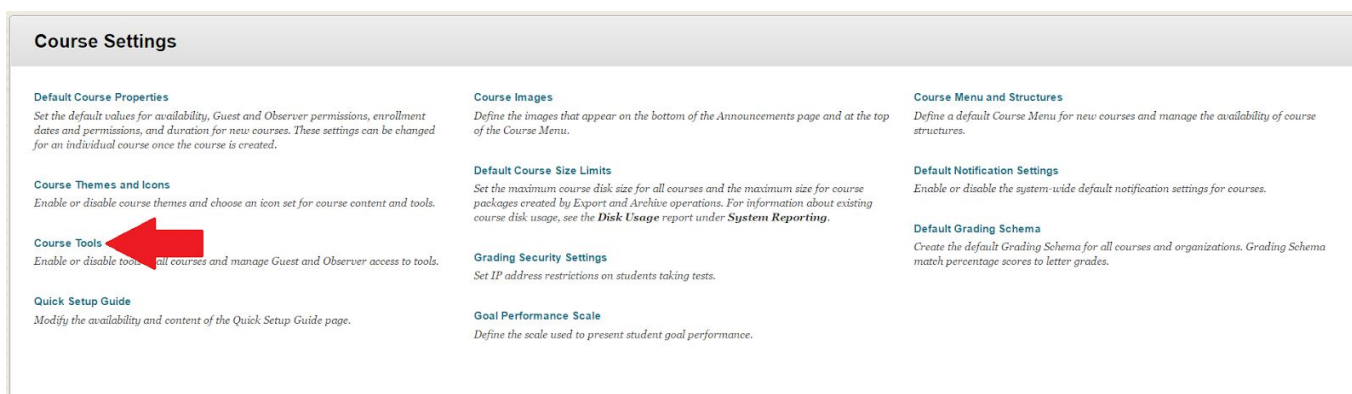 Course Settings
Default Course Properties
Set the default values for availability, Guest and Observer permissions, enrollment
dates and permissions, and duration for new courses. These settings can be changed
for an individual course once the course is created.
Course Themes and Icons
Enable or disable course themes and choose an icon set for course content and tools.
Course Tools
Enable or disable tools all courses and manage Guest and Observer access to tools.
Quick Setup Guide
Modify the availability and content of the Quick Setup Guide page.
Course Images
Define the images that appear on the bottom of the Announcements page and at the top
of the Course Menu.
Default Course Size Limits
Set the maximum course disk size for all courses and the maximum size for course
packages created by Export and Archive operations. For information about existing
course disk usage, see the Disk Usage report under System Reporting.
Grading Security Settings
Set IP address restrictions on students taking tests.
Goal Performance Scale
Define the scale used to present student goal performance.
Course Menu and Structures
Define a default Course Menu for new courses and manage the availability of course
structures.
Default Notification Settings
Enable or disable the system-wide default notification settings for courses.
Default Grading Schema
Create the default Grading Schema for all courses and organizations. Grading Schema
match percentage scores to letter grades.